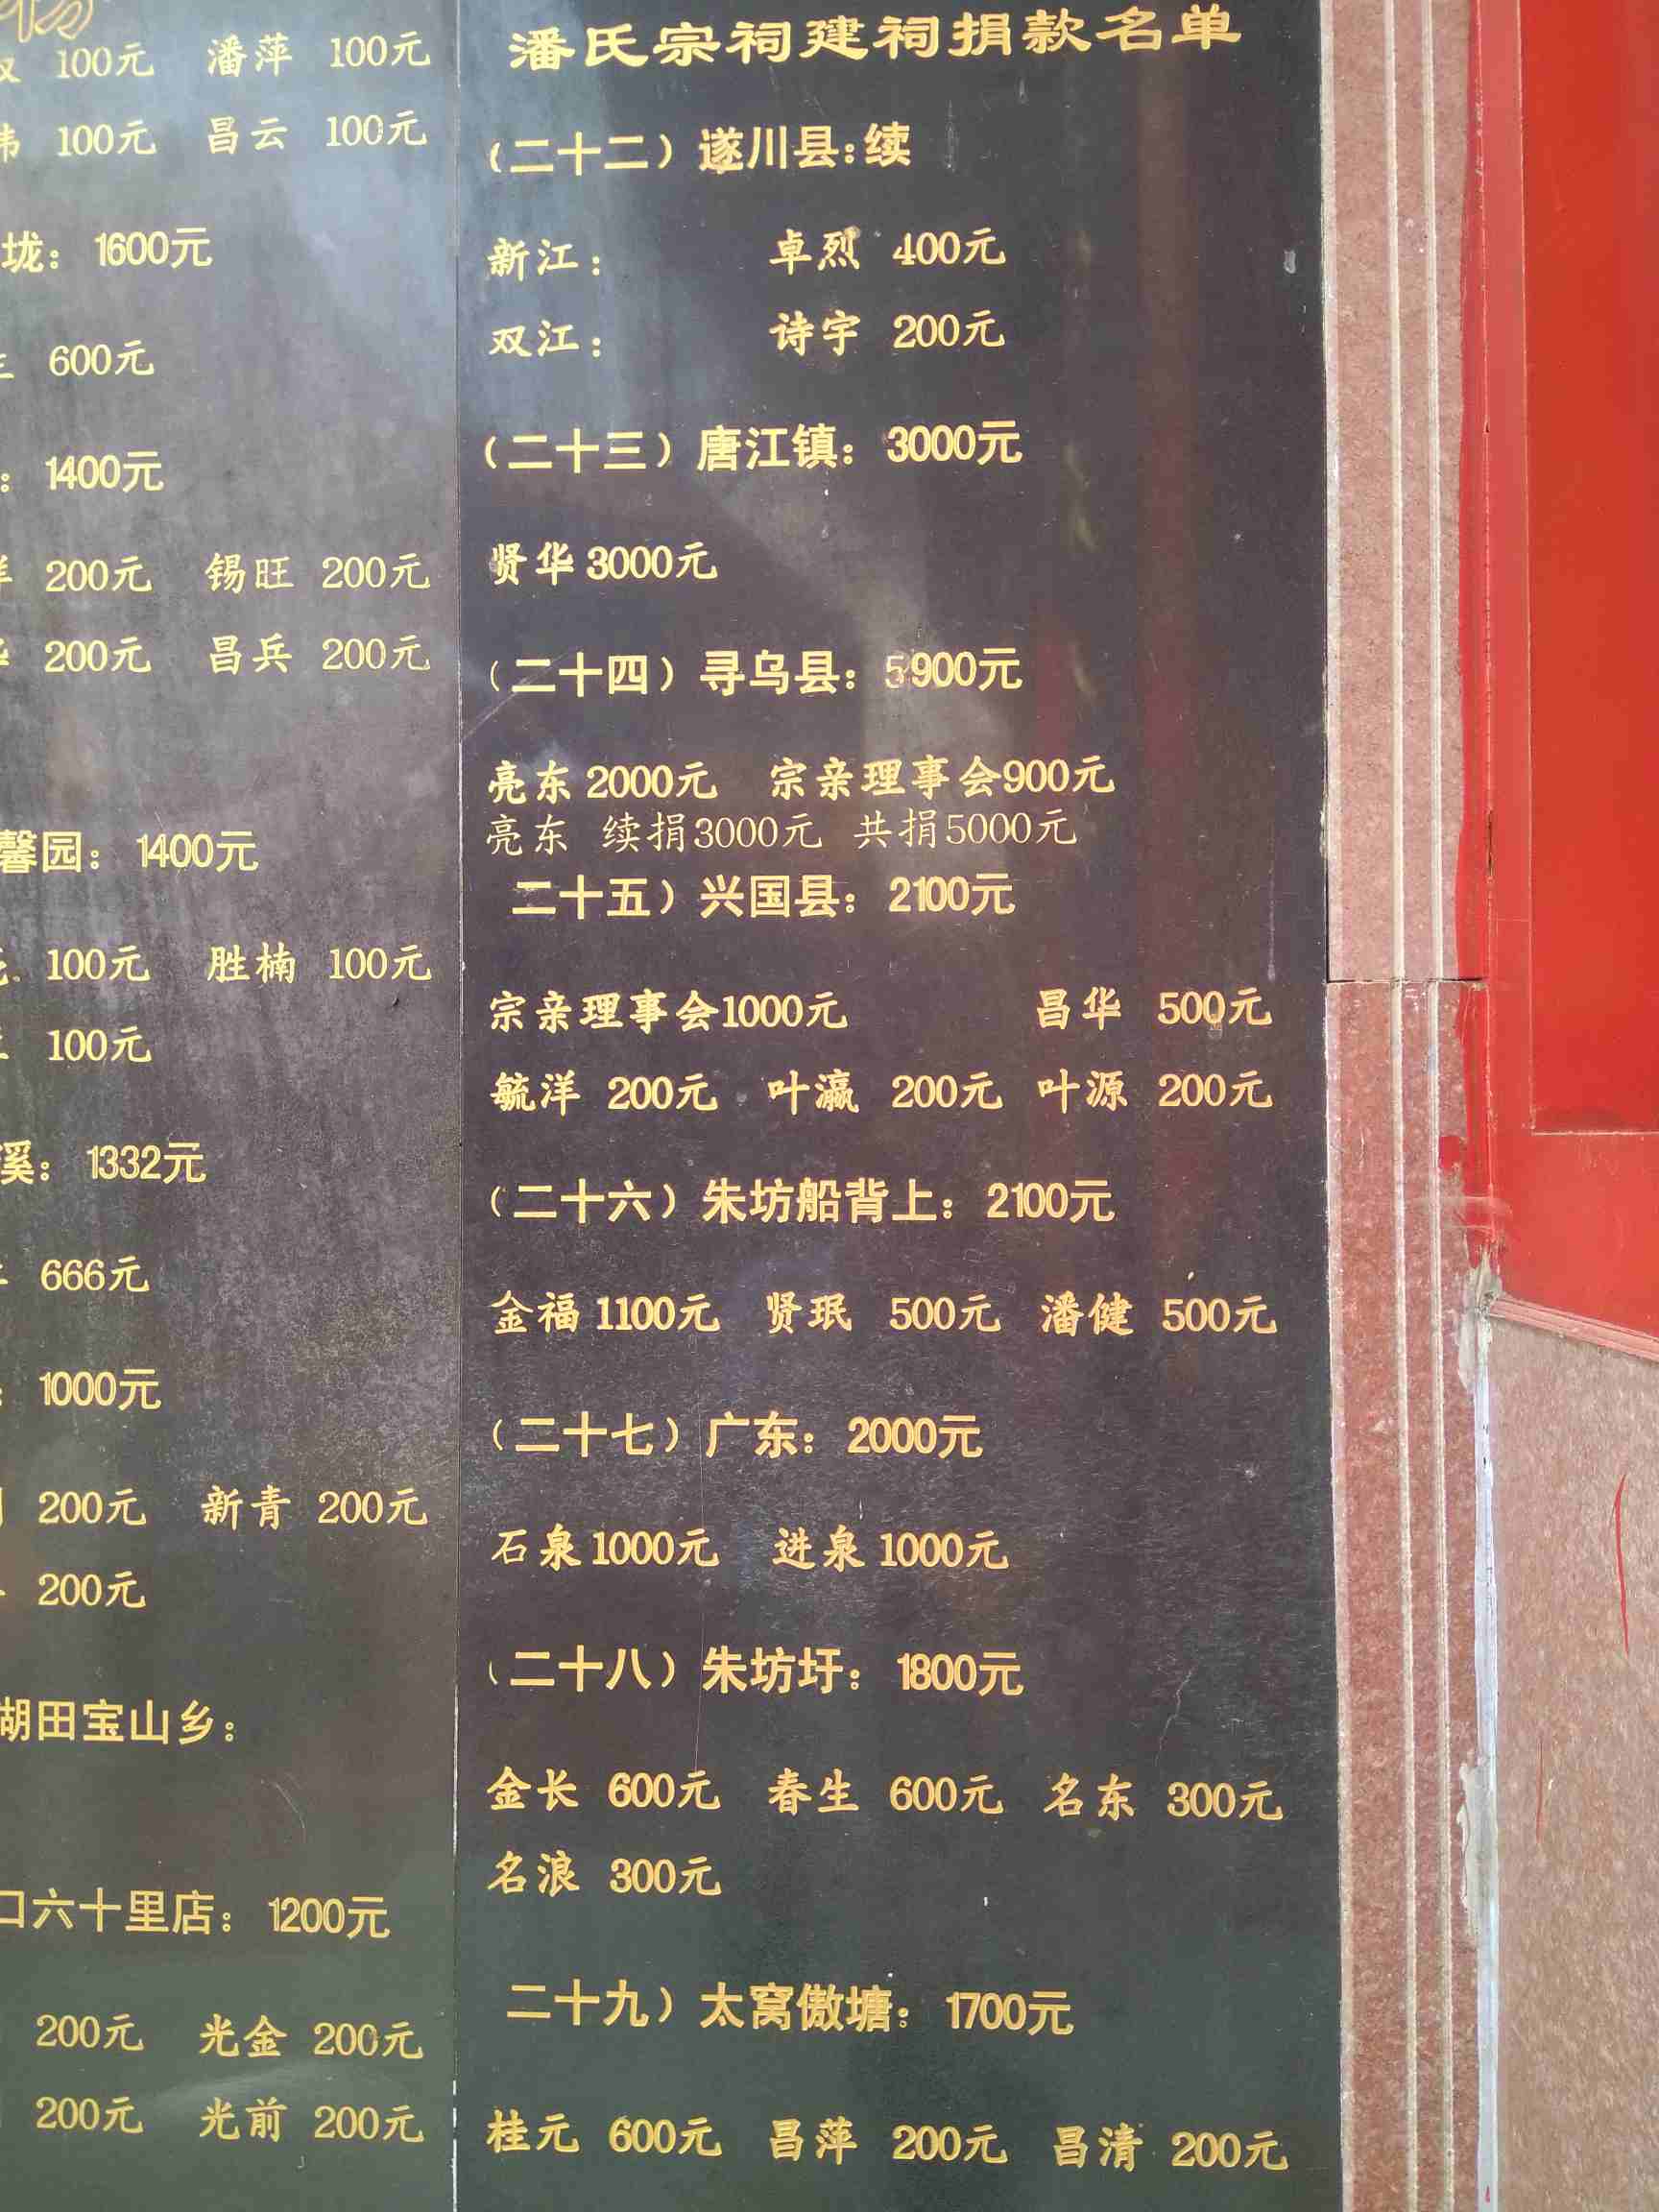 100元 潘萍 100元
100元 昌云 100元
垅：1600元
600元
：1400元
200元 锡旺 200元
200元 昌兵 200元
馨园：1400元
100元 胜楠 100元
100元
溪：1332元
666元
：1000元
200元 新青 200元
200元
湖田宝山乡：
口六十里店：1200元
200元 光金 200元
200元 光前 200元
潘氏宗祠建祠捐款名单
（二十二）遂川县：续
新江： 卓烈 400元
双江： 诗宇 200元
（二十三）唐江镇：3000元
贤华 3000元
（二十四）寻乌县：5900元
亮东 2000元 宗亲理事会900元
亮东 续捐3000元 共捐5000元
二十五）兴国县：2100元
宗亲理事会1000元 昌华 500元
毓洋 200元 叶瀛 200元 叶源 200元
（二十六）朱坊船背上：2100元
金福 1100元 贤珉 500元 潘健 500元
（二十七）广东：2000元
石泉 1000元 进泉 1000元
（二十八）朱坊圩：1800元
金长 600元 春生 600元 名东 300元
名浪 300元
二十九）太窝傲塘：1700元
桂元 600元 昌萍 200元 昌清 200元